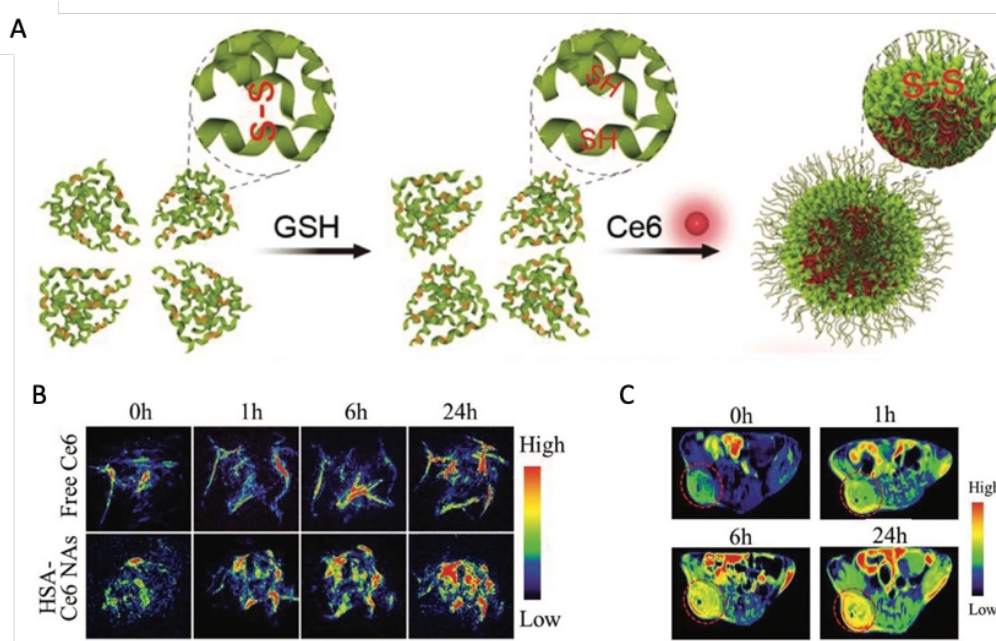 A
S-S
SH
SH
S-S
GSH
Ce6
B
0h
1h
6h
24h
Free Ce6
HSA-
Ce6 NAs
High
Low
C
0h
1h
6h
24h
High
Low